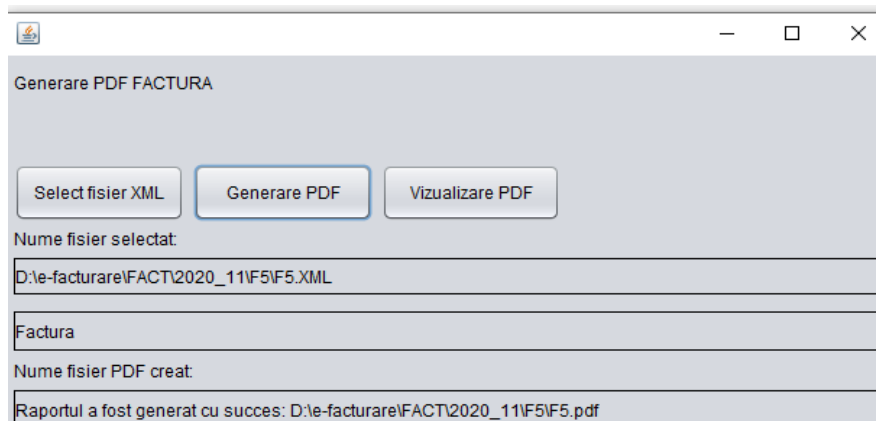 Generare PDF FACTURA
Select fisier XML Generare PDF Vizualizare PDF
Nume fisier selectat:
D:\e-facturare\FACT\2020_11\F5\F5.XML
Factura
Nume fisier PDF creat:
Raportul a fost generat cu succes: D:\e-facturare\FACT\2020_11\F5\F5.pdf